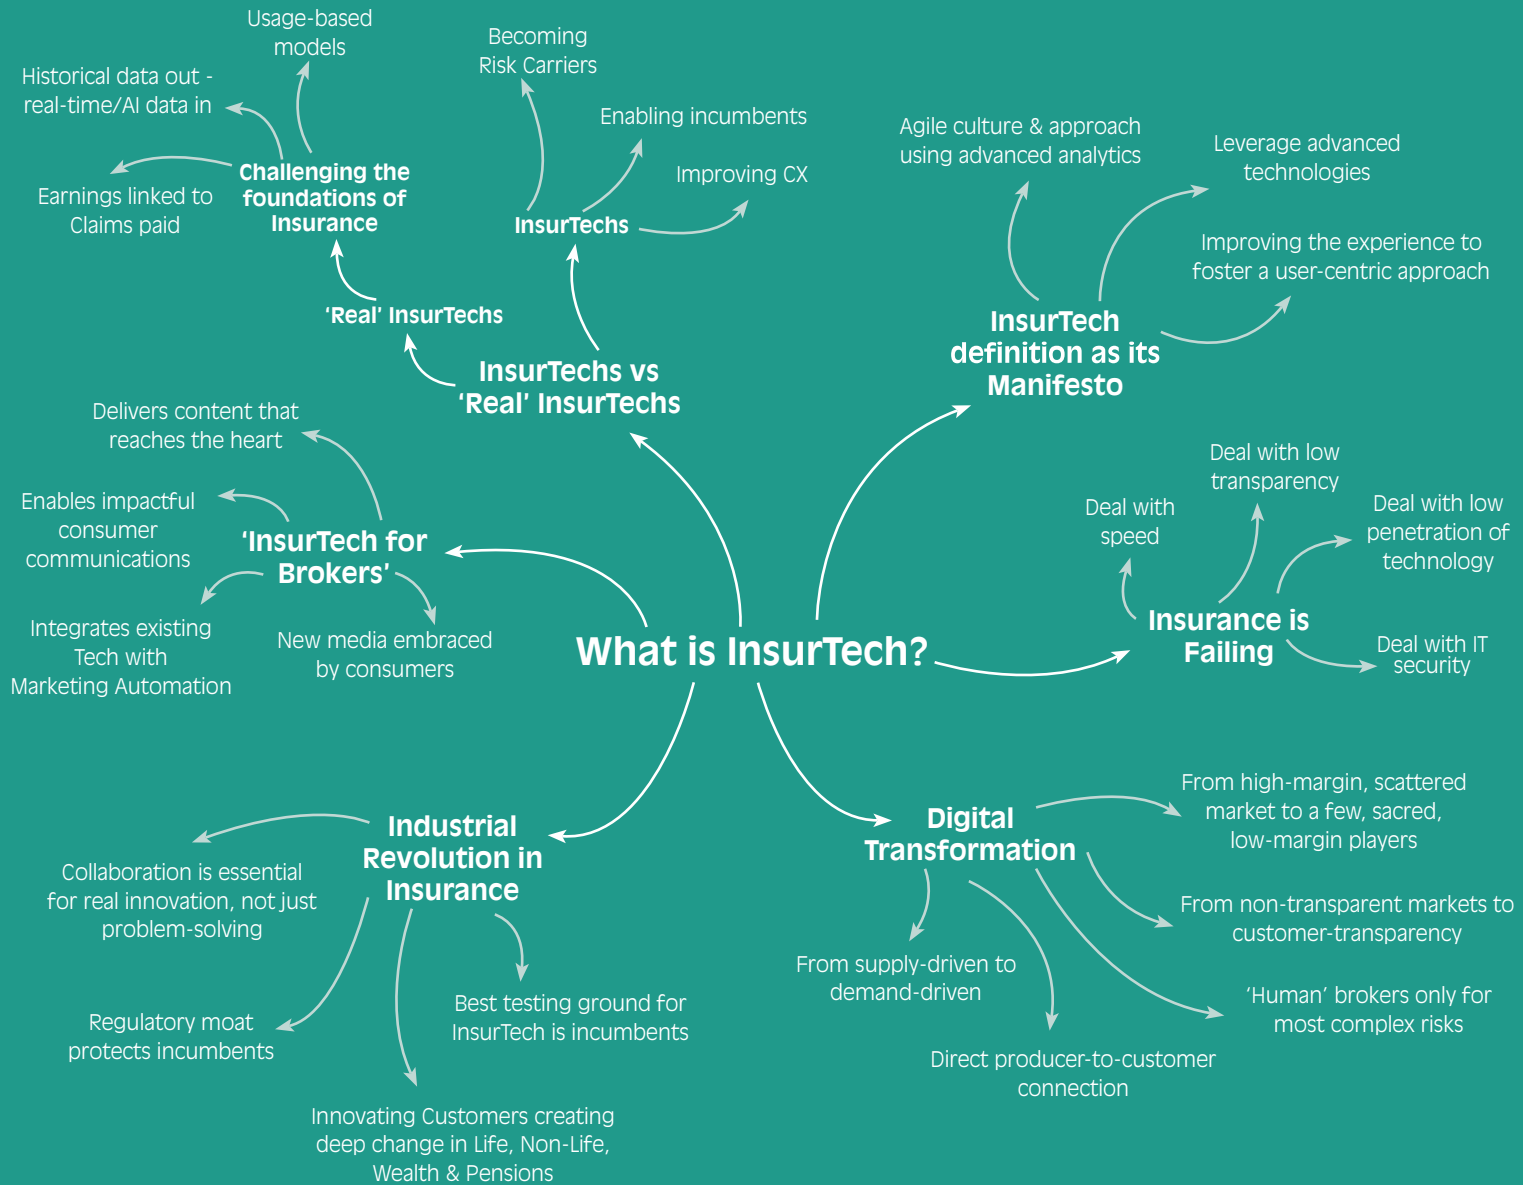 Usage-based
models
Historical data out -
real-time/AI data in
Earnings linked to
Claims paid
Challenging the
foundations of
Insurance
‘Real’ InsurTechs
Becoming
Risk Carriers
Enabling incumbents
Improving CX
InsurTechs
InsurTechs vs
‘Real’ InsurTechs
Agile culture & approach
using advanced analytics
Leverage advanced
technologies
Improving the experience to
foster a user-centric approach
InsurTech
definition as its
Manifesto
Delivers content that
reaches the heart
Enables impactful
consumer
communications
‘InsurTech for
Brokers’
Integrates existing
Tech with
Marketing Automation
New media embraced
by consumers
What is InsurTech?
Deal with
speed
Deal with low
transparency
Deal with low
penetration of
technology
Insurance is
Failing
Deal with IT
security
Industrial
Revolution in
Insurance
Collaboration is essential
for real innovation, not just
problem-solving
Regulatory moat
protects incumbents
Best testing ground for
InsurTech is incumbents
Innovating Customers creating
deep change in Life, Non-Life,
Wealth & Pensions
Digital
Transformation
From high-margin, scattered
market to a few, sacred,
low-margin players
From non-transparent markets to
customer-transparency
From supply-driven to
demand-driven
‘Human’ brokers only for
most complex risks
Direct producer-to-customer
connection